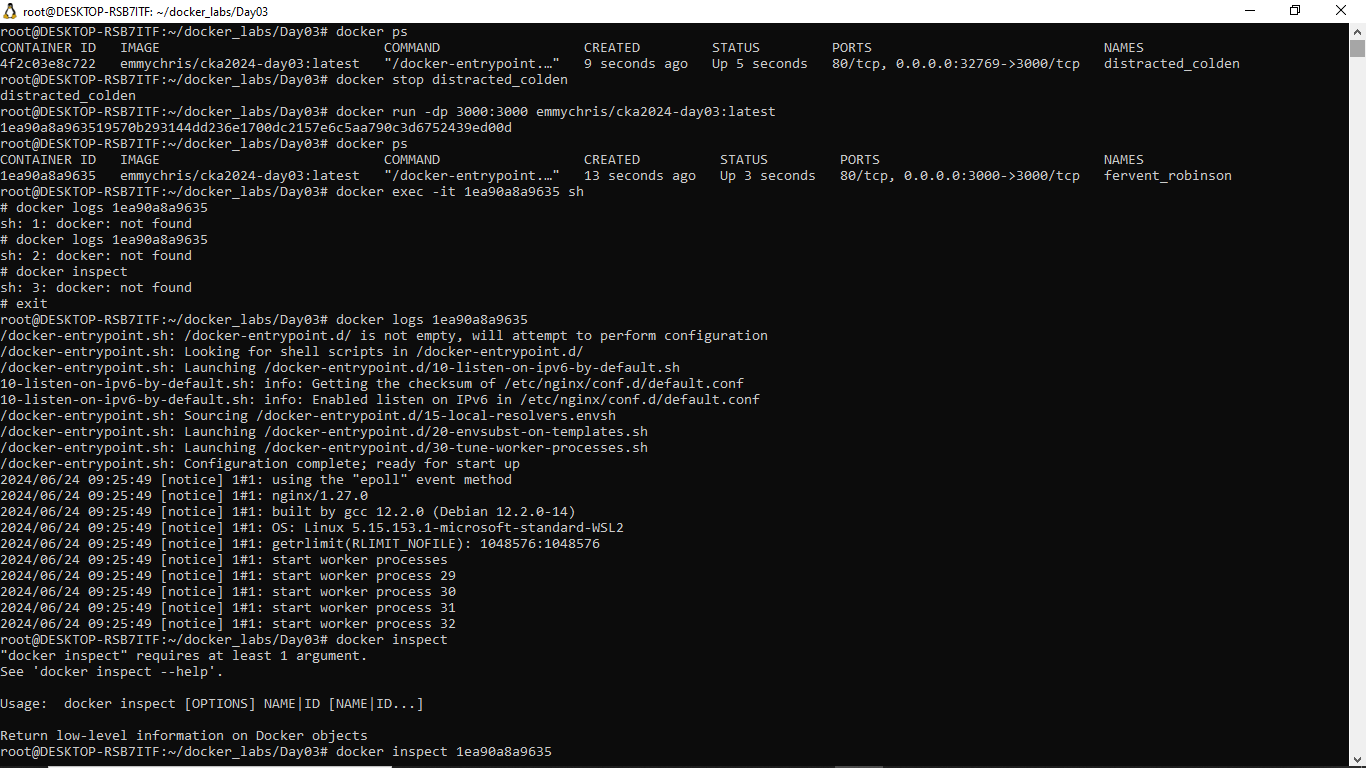 root@DESKTOP-RSB7ITF: ~/docker_labs/Day03
root@DESKTOP-RSB7ITF:~/docker_labs/Day03# docker ps
CONTAINER ID   IMAGE                            COMMAND                  CREATED         STATUS         PORTS                             NAMES
4f2c03e8c722   emmychris/cka2024-day03:latest   "/docker-entrypoint.…"   9 seconds ago   Up 5 seconds   80/tcp, 0.0.0.0:32769->3000/tcp   distracted_colden
root@DESKTOP-RSB7ITF:~/docker_labs/Day03# docker stop distracted_colden
distracted_colden
root@DESKTOP-RSB7ITF:~/docker_labs/Day03# docker run -dp 3000:3000 emmychris/cka2024-day03:latest
1ea90a8a963519570b293144dd236e1700dc2157e6c5aa790c3d6752439ed00d
root@DESKTOP-RSB7ITF:~/docker_labs/Day03# docker ps
CONTAINER ID   IMAGE                            COMMAND                  CREATED          STATUS         PORTS                            NAMES
1ea90a8a9635   emmychris/cka2024-day03:latest   "/docker-entrypoint.…"   13 seconds ago   Up 3 seconds   80/tcp, 0.0.0.0:3000->3000/tcp   fervent_robinson
root@DESKTOP-RSB7ITF:~/docker_labs/Day03# docker exec -it 1ea90a8a9635 sh
# docker logs 1ea90a8a9635
sh: 1: docker: not found
# docker logs 1ea90a8a9635
sh: 2: docker: not found
# docker inspect
sh: 3: docker: not found
# exit
root@DESKTOP-RSB7ITF:~/docker_labs/Day03# docker logs 1ea90a8a9635
/docker-entrypoint.sh: /docker-entrypoint.d/ is not empty, will attempt to perform configuration
/docker-entrypoint.sh: Looking for shell scripts in /docker-entrypoint.d/
/docker-entrypoint.sh: Launching /docker-entrypoint.d/10-listen-on-ipv6-by-default.sh
10-listen-on-ipv6-by-default.sh: info: Getting the checksum of /etc/nginx/conf.d/default.conf
10-listen-on-ipv6-by-default.sh: info: Enabled listen on IPv6 in /etc/nginx/conf.d/default.conf
/docker-entrypoint.sh: Sourcing /docker-entrypoint.d/15-local-resolvers.envsh
/docker-entrypoint.sh: Launching /docker-entrypoint.d/20-envsubst-on-templates.sh
/docker-entrypoint.sh: Launching /docker-entrypoint.d/30-tune-worker-processes.sh
/docker-entrypoint.sh: Configuration complete; ready for start up
2024/06/24 09:25:49 [notice] 1#1: using the "epoll" event method
2024/06/24 09:25:49 [notice] 1#1: nginx/1.27.0
2024/06/24 09:25:49 [notice] 1#1: built by gcc 12.2.0 (Debian 12.2.0-14)
2024/06/24 09:25:49 [notice] 1#1: OS: Linux 5.15.153.1-microsoft-standard-WSL2
2024/06/24 09:25:49 [notice] 1#1: getrlimit(RLIMIT_NOFILE): 1048576:1048576
2024/06/24 09:25:49 [notice] 1#1: start worker processes
2024/06/24 09:25:49 [notice] 1#1: start worker process 29
2024/06/24 09:25:49 [notice] 1#1: start worker process 30
2024/06/24 09:25:49 [notice] 1#1: start worker process 31
2024/06/24 09:25:49 [notice] 1#1: start worker process 32
root@DESKTOP-RSB7ITF:~/docker_labs/Day03# docker inspect
"docker inspect" requires at least 1 argument.
See 'docker inspect --help'.

Usage:  docker inspect [OPTIONS] NAME|ID [NAME|ID...]

Return low-level information on Docker objects
root@DESKTOP-RSB7ITF:~/docker_labs/Day03# docker inspect 1ea90a8a9635